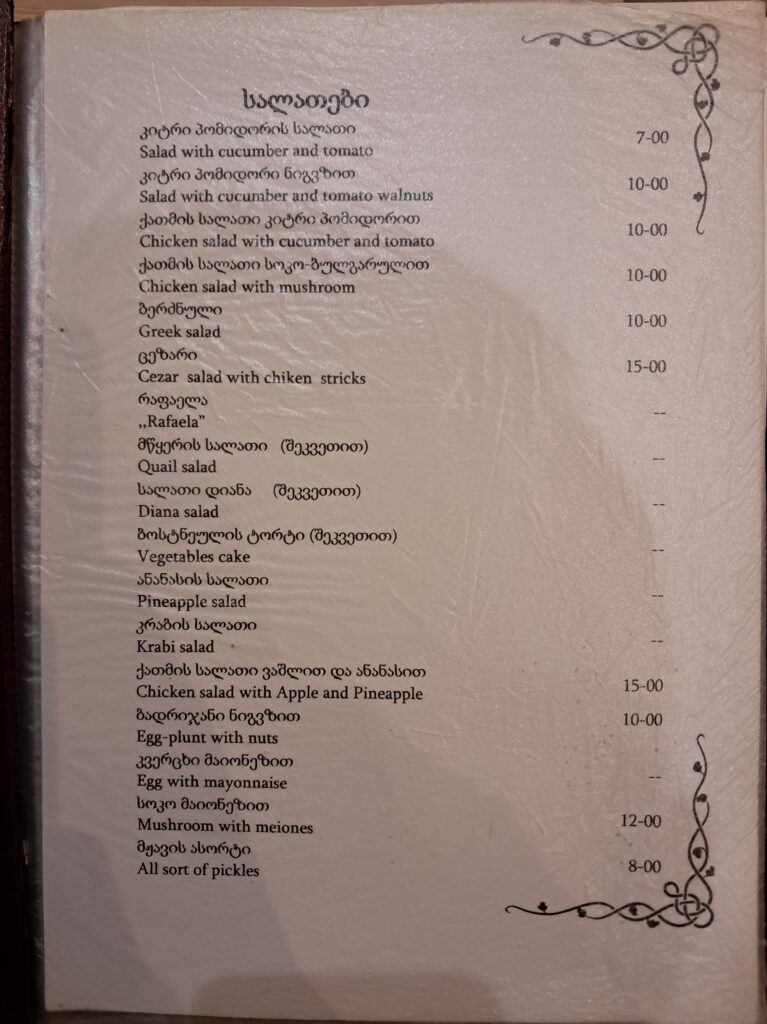 სალათები
კიტრი პომიდორის სალათი
Salad with cucumber and tomato 7-00
კიტრი პომიდორი ნიგვზით
Salad with cucumber and tomato walnuts 10-00
ქათმის სალათი კიტრი პომიდორით
Chicken salad with cucumber and tomato 10-00
ქათმის სალათი სოკო-ბულგარულით
Chicken salad with mushroom 10-00
ბერძნული
Greek salad 10-00
ცეზარი
Cezar salad with chiken stricks 15-00
რაფაელა
,,Rafaela” --
მწყერის სალათი (შეკვეთით)
Quail salad --
სალათი დიანა (შეკვეთით)
Diana salad --
ბოსტნეულის ტორტი (შეკვეთით)
Vegetables cake --
ანანასის სალათი
Pineapple salad --
კრაბის სალათი
Krabi salad --
ქათმის სალათი ვაშლით და ანანასით
Chicken salad with Apple and Pineapple 15-00
ბადრიჯანი ნიგვზით 10-00
Egg-plunt with nuts
კვერცხი მაიონეზით
Egg with mayonnaise --
სოკო მაიონეზით
Mushroom with meiones 12-00
მჟავის ასორტი
All sort of pickles 8-00